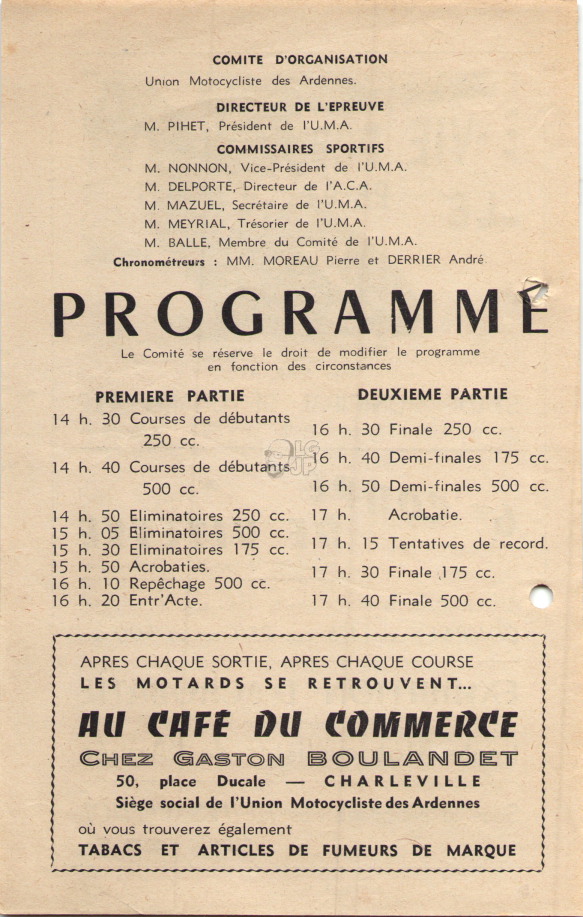 COMITE D'ORGANISATION
Union Motocycliste des Ardennes.
DIRECTEUR DE L'EPREUVE
M. PIHET, Président de l'U.M.A.
COMMISSAIRES SPORTIFS
M. NONNON, Vice-Président de l'U.M.A.
M. DELPORTE, Directeur de l'A.C.A.
M. MAZUEL, Secrétaire de l'U.M.A.
M. MEYRIAL, Trésorier de l'U.M.A.
M. BALLE, Membre du Comité de l'U.M.A.
Chronométreurs : MM. MOREAU Pierre et DERRIER André
PROGRAMME
Le Comité se réserve le droit de modifier le programme
en fonction des circonstances
PREMIERE PARTIE
14 h. 30 Courses de débutants
250 cc.
14 h. 40 Courses de débutants
500 cc.
14 h. 50 Eliminatoires 250 cc.
15 h. 05 Eliminatoires 500 cc.
15 h. 30 Eliminatoires 175 cc.
15 h. 50 Acrobaties.
16 h. 10 Repêchage 500 cc.
16 h. 20 Entr'Acte.
DEUXIEME PARTIE
16 h. 30 Finale 250 cc.
16 h. 40 Demi-finales 175 cc.
16 h. 50 Demi-finales 500 cc.
17 h. Acrobatie.
17 h. 15 Tentatives de record.
17 h. 30 Finale 175 cc.
17 h. 40 Finale 500 cc.
LG
JP
APRES CHAQUE SORTIE, APRES CHAQUE COURSE
LES MOTARDS SE RETROUVENT...
AU CAFÉ DU COMMERCE
CHEZ GASTON BOULANDET
50, place Ducale — CHARLEVILLE
Siège social de l'Union Motocycliste des Ardennes
où vous trouverez également
TABACS ET ARTICLES DE FUMEURS DE MARQUE